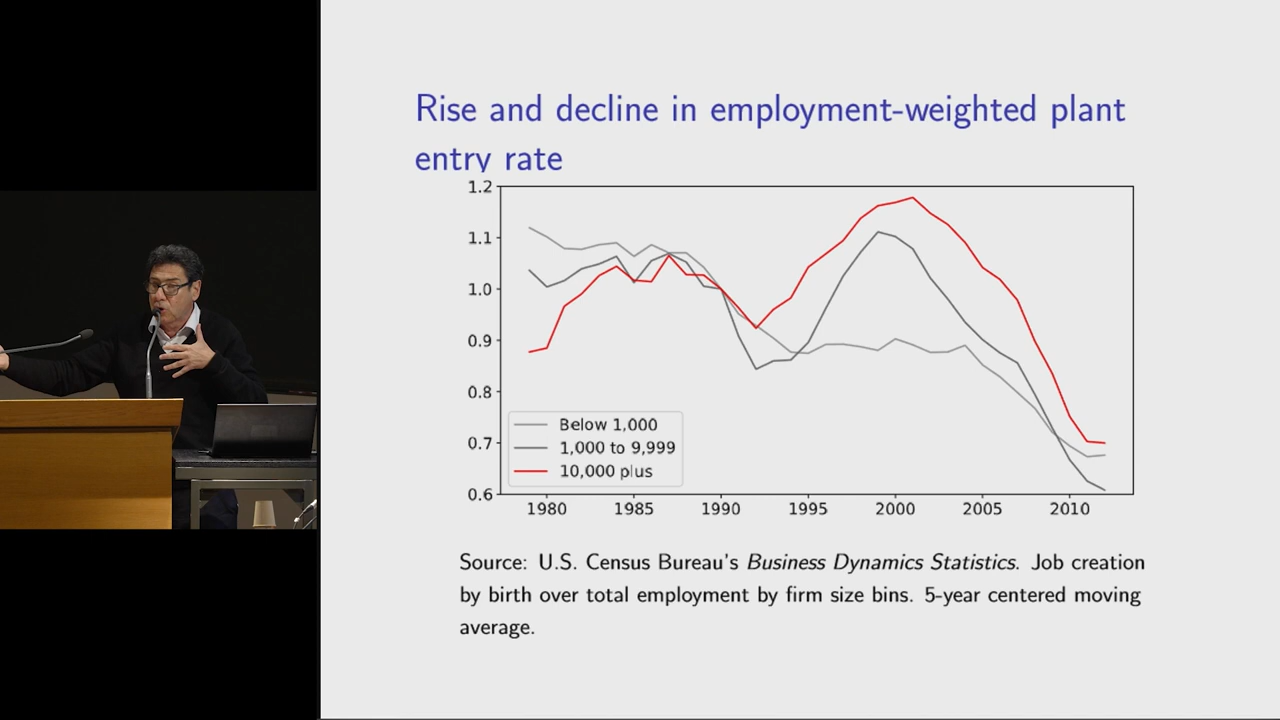 Rise and decline in employment-weighted plant
entry rate
1.2
1.1
1.0
0.9
0.8
0.7
0.6
Below 1,000
1,000 to 9,999
10,000 plus
1980 1985 1990 1995 2000 2005 2010
Source: U.S. Census Bureau's Business Dynamics Statistics. Job creation
by birth over total employment by firm size bins. 5-year centered moving
average.